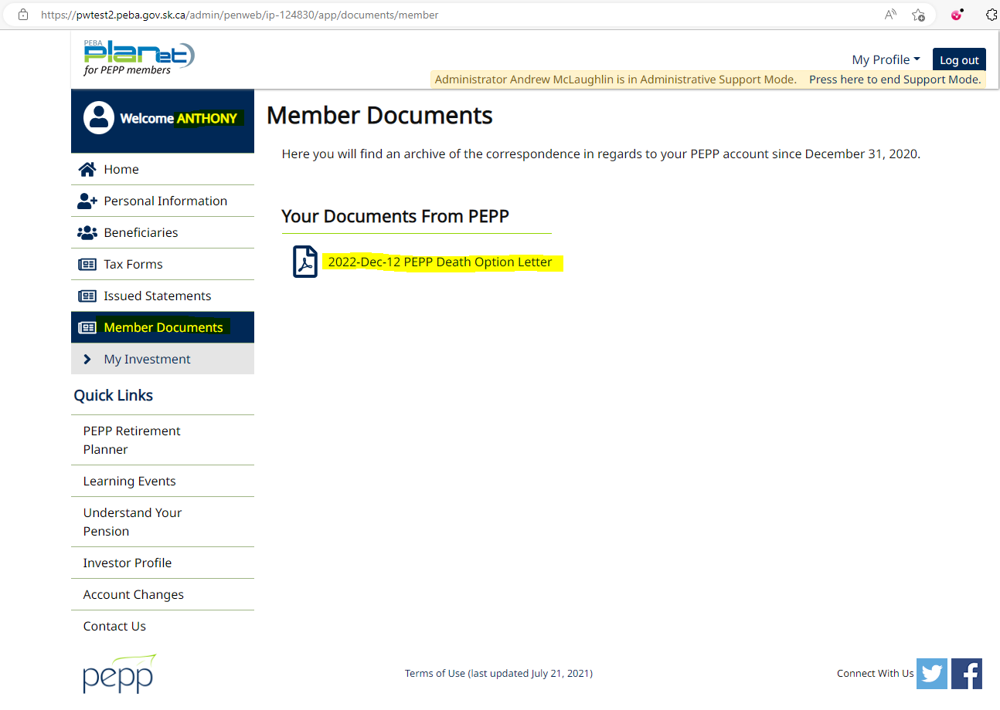 https://pwtest2.peba.gov.sk.ca/admin/penweb/ip-124830/app/documents/member
PEBA
planet
for PEPP members
My Profile
Log out
Administrator Andrew McLaughlin is in Administrative Support Mode. Press here to end Support Mode.
Welcome ANTHONY
Home
Personal Information
Beneficiaries
Tax Forms
Issued Statements
Member Documents
My Investment
Quick Links
PEPP Retirement
Planner
Learning Events
Understand Your
Pension
Investor Profile
Account Changes
Contact Us
Member Documents
Here you will find an archive of the correspondence in regards to your PEPP account since December 31, 2020.
Your Documents From PEPP
2022-Dec-12 PEPP Death Option Letter
pepp
Terms of Use (last updated July 21, 2021)
Connect With Us